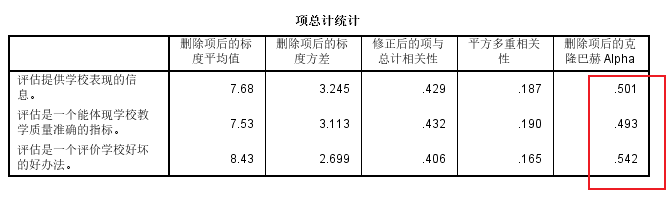 项总计统计
删除项后的标 删除项后的标 修正后的项与 平方多重相关 删除项后的克
度平均值 度方差 总计相关性 性 隆巴赫 Alpha
评估提供学校表现的信
息。 7.68 3.245 .429 .187 .501
评估是一个能体现学校教
学质量准确的指标。 7.53 3.113 .432 .190 .493
评估是一个评价学校好坏
的好办法。 8.43 2.699 .406 .165 .542